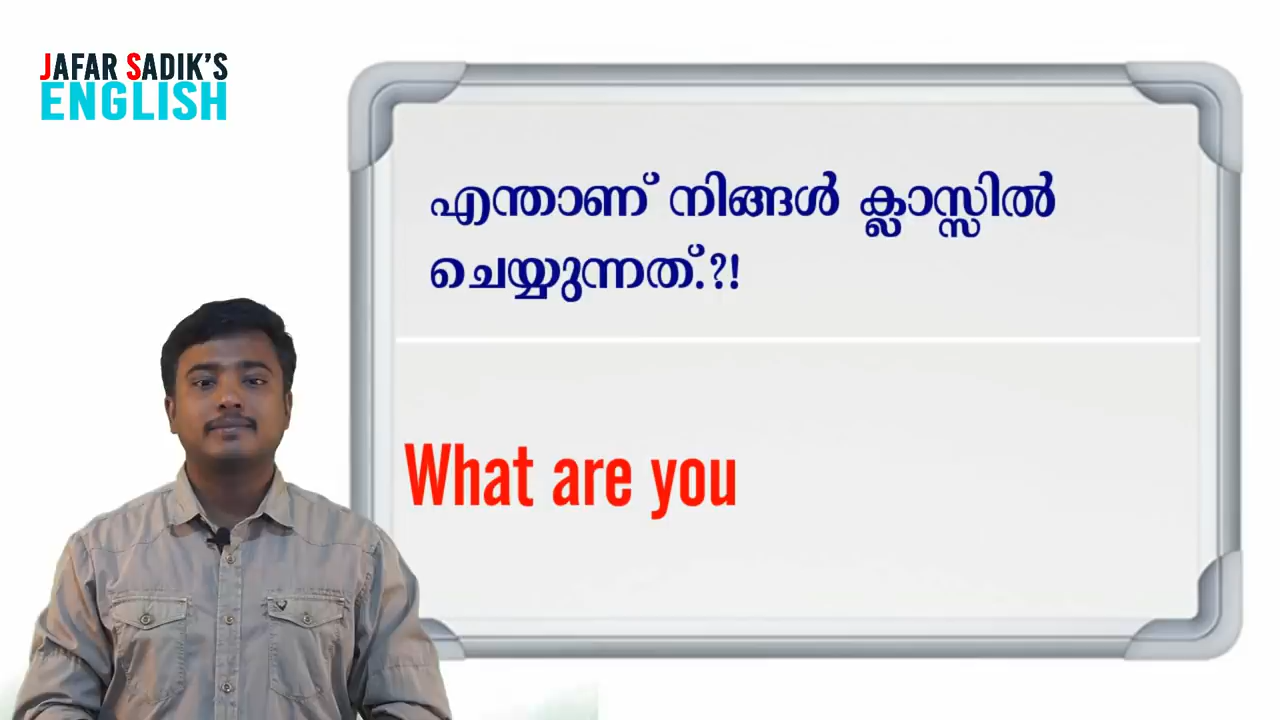 JAFAR SADIK'S
ENGLISH
എന്താണ് നിങ്ങൾ ക്ലാസ്സിൽ
ചെയ്യുന്നത്.?!
What are you